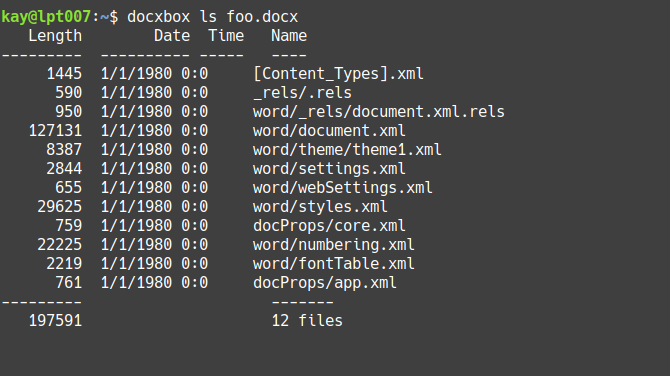 kay@lpt007:~$ docxbox ls foo.docx
   Length        Date  Time   Name
---------  ---------- -----   ----
     1445  1/1/1980 0:0     [Content_Types].xml
      590  1/1/1980 0:0     _rels/.rels
      950  1/1/1980 0:0     word/_rels/document.xml.rels
   127131  1/1/1980 0:0     word/document.xml
     8387  1/1/1980 0:0     word/theme/theme1.xml
     2844  1/1/1980 0:0     word/settings.xml
      655  1/1/1980 0:0     word/webSettings.xml
    29625  1/1/1980 0:0     word/styles.xml
      759  1/1/1980 0:0     docProps/core.xml
    22225  1/1/1980 0:0     word/numbering.xml
     2219  1/1/1980 0:0     word/fontTable.xml
      761  1/1/1980 0:0     docProps/app.xml
---------                     -------
   197591                     12 files